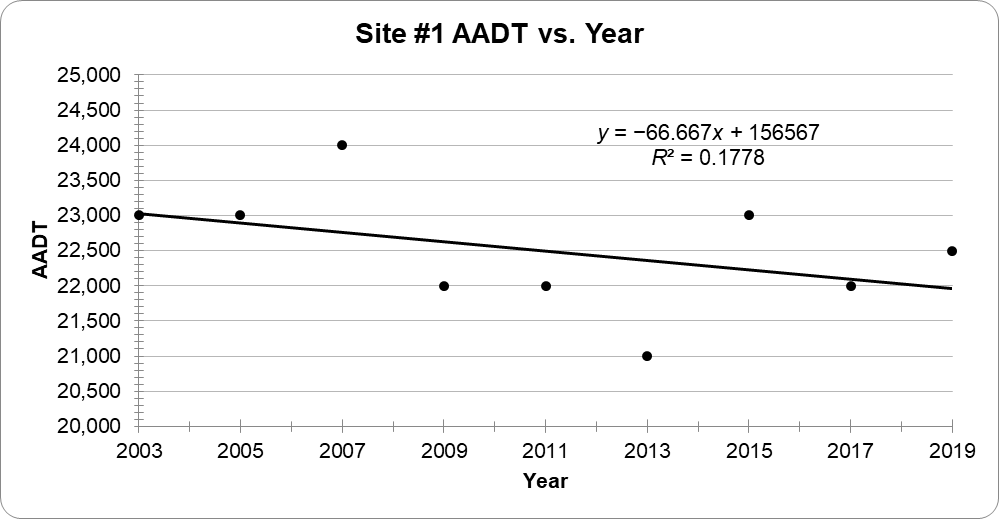 Site #1 AADT vs. Year
25,000
24,500
24,000
23,500
23,000
22,500
22,000
21,500
21,000
20,500
20,000
AADT
y = −66.667x + 156567
R² = 0.1778
2003 2005 2007 2009 2011 2013 2015 2017 2019
Year